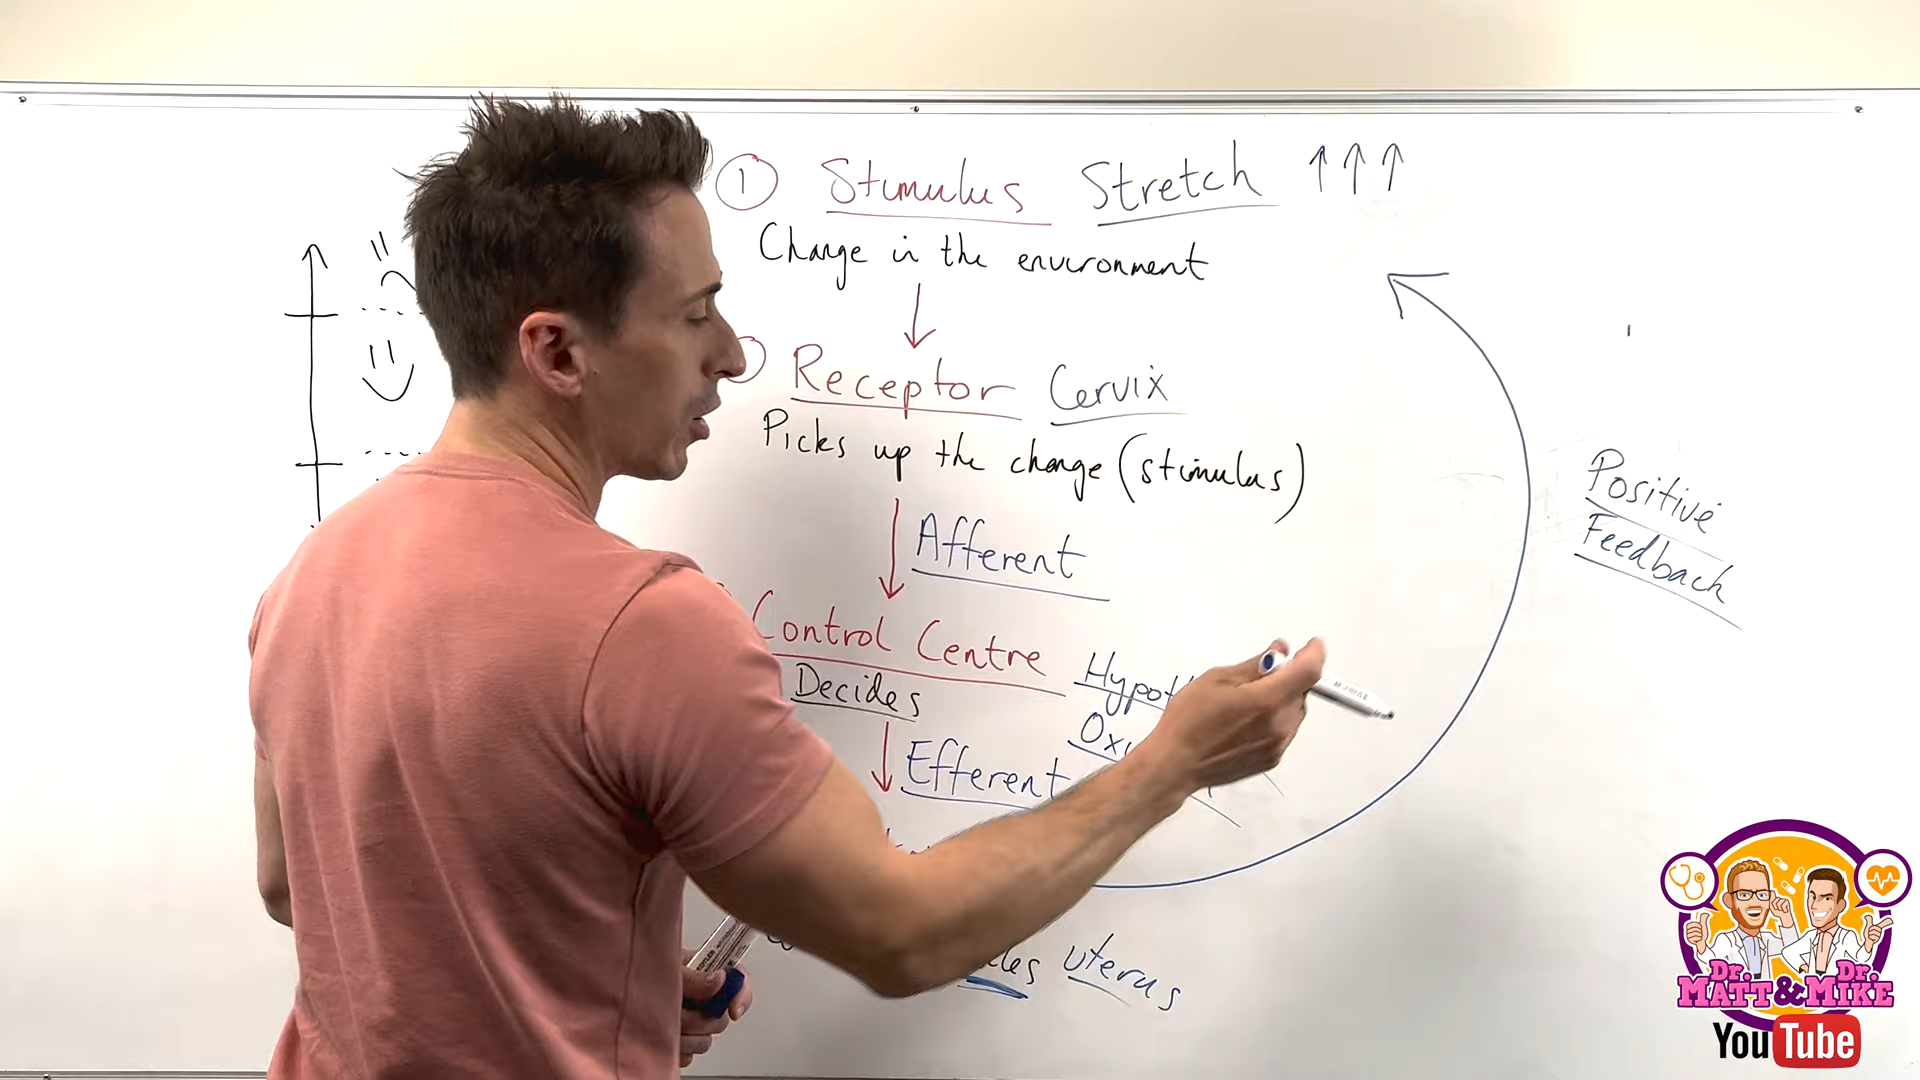 1 Stimulus Stretch ↑↑↑
Change in the environment
Receptor Cervix
Picks up the change (stimulus)
Afferent
Positive
Feedback
Control Centre
Decides
Efferent
uterus
Dr. MATT & Dr. MIKE
YouTube